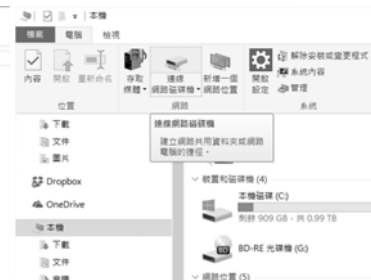 本機
檔案 電腦 檢視
內容 開啟 重新命名 存取媒體 連線網路磁碟機 新增一個網路位置 開啟設定
解除安裝或變更程式
系統內容
管理
位置 網路 系統
下載
文件
圖片
Dropbox
OneDrive
本機
下載
文件
音樂
連線網路磁碟機
建立網路共用資料夾或網路
電腦的捷徑。
裝置和磁碟機 (4)
本機磁碟 (C:)
剩餘 909 GB，共 0.99 TB
BD-RE 光碟機 (G:)
網路位置 (5)